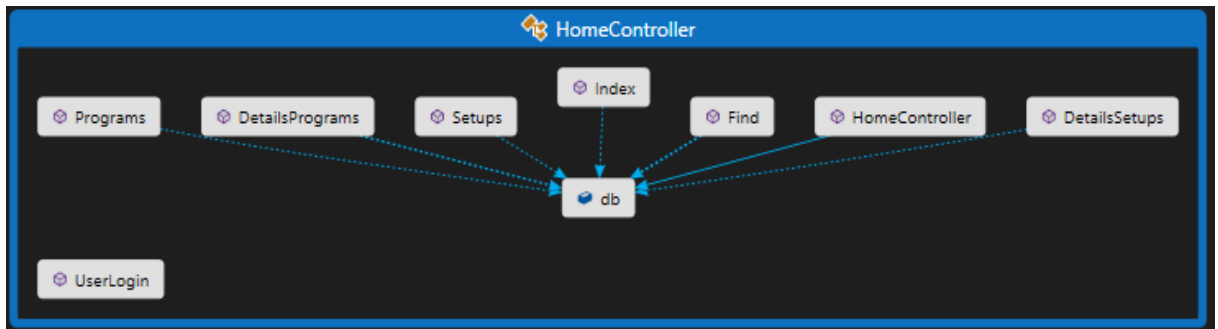 HomeController
Index
Programs
DetailsPrograms
Setups
Find
HomeController
DetailsSetups
db
UserLogin